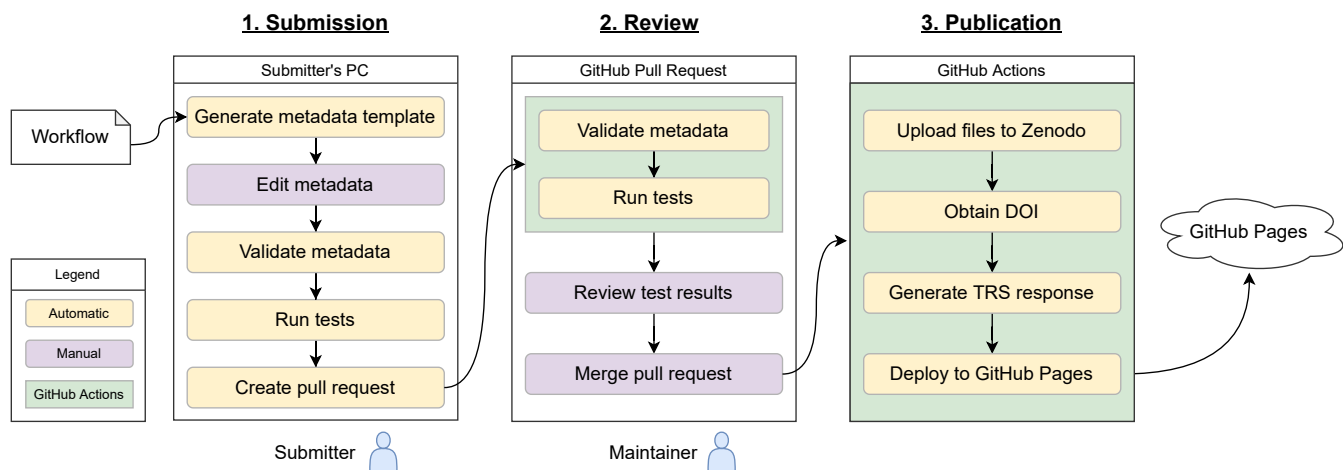 1. Submission
2. Review
3. Publication
Submitter's PC
GitHub Pull Request
GitHub Actions
Workflow
Generate metadata template
Edit metadata
Validate metadata
Run tests
Create pull request
Validate metadata
Run tests
Review test results
Merge pull request
Upload files to Zenodo
Obtain DOI
Generate TRS response
Deploy to GitHub Pages
GitHub Pages
Legend
Automatic
Manual
GitHub Actions
Submitter
Maintainer